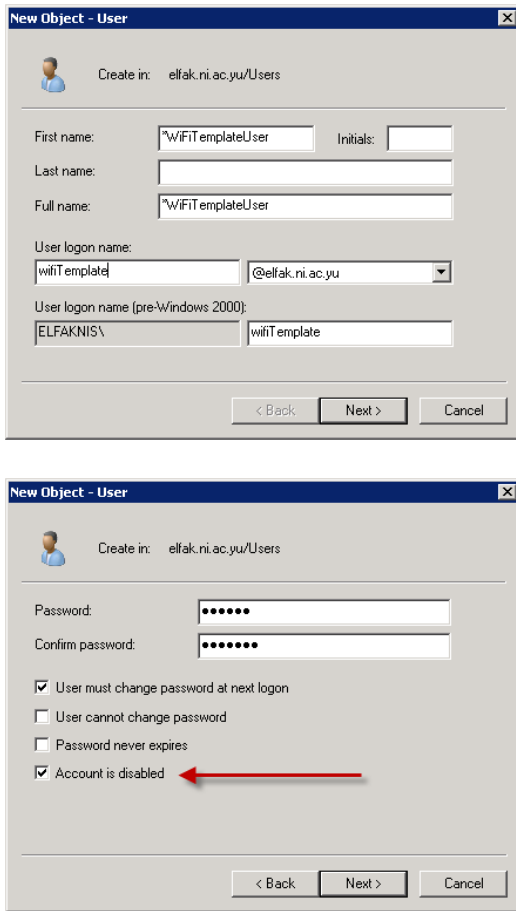 New Object - User
Create in: elfak.ni.ac.yu/Users
First name: "WiFiTemplateUser Initials:
Last name:
Full name: "WiFiTemplateUser
User logon name:
wifiTemplate @elfak.ni.ac.yu
User logon name (pre-Windows 2000):
ELFAKNIS\ wifiTemplate
< Back Next > Cancel
New Object - User
Create in: elfak.ni.ac.yu/Users
Password: ●●●●●●
Confirm password: ●●●●●●●
User must change password at next logon
User cannot change password
Password never expires
Account is disabled
< Back Next > Cancel